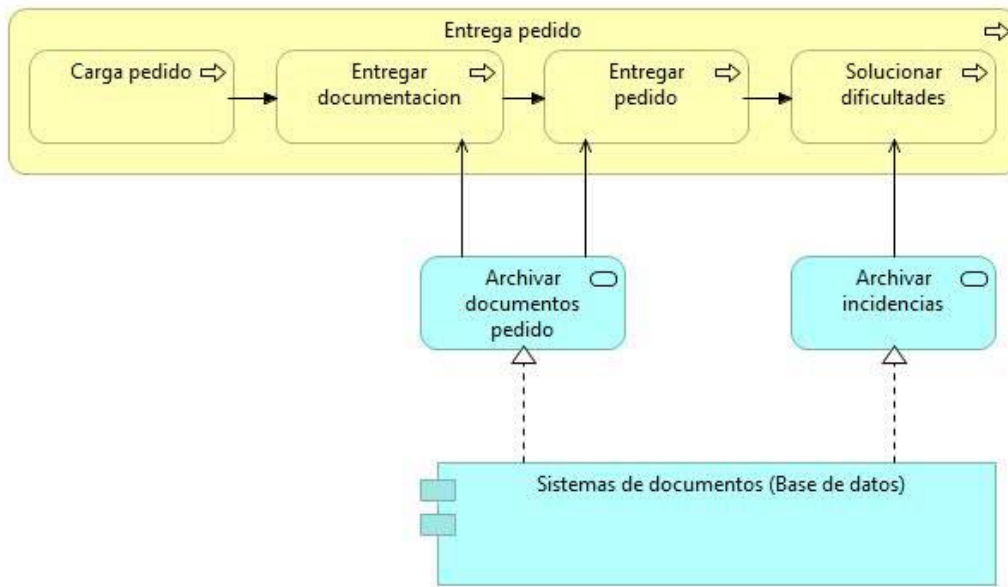 Entrega pedido
Carga pedido
Entregar
documentacion
Entregar
pedido
Solucionar
dificultades
Archivar
documentos
pedido
Archivar
incidencias
Sistemas de documentos (Base de datos)